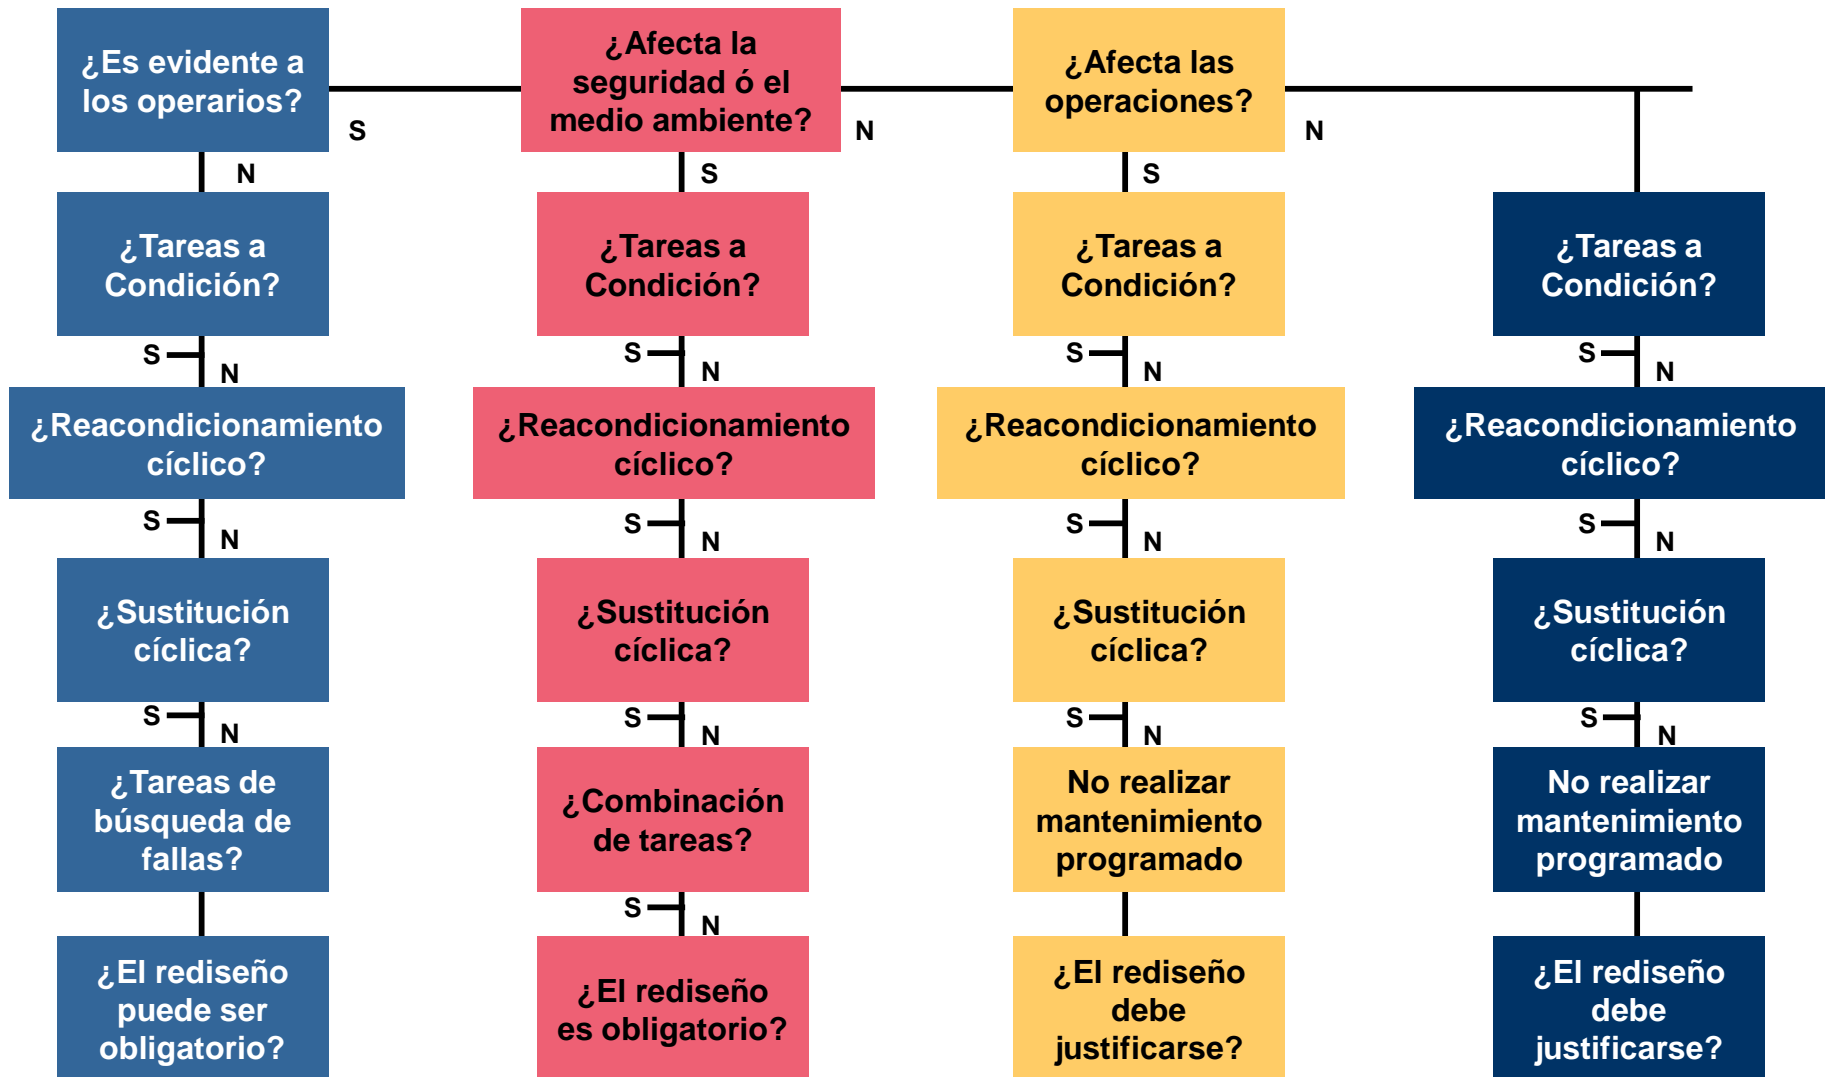 ¿Es evidente a
los operarios?
¿Afecta la
seguridad ó el
medio ambiente?
¿Afecta las
operaciones?
S
N
N
N
S
S
¿Tareas a
Condición?
¿Tareas a
Condición?
¿Tareas a
Condición?
¿Tareas a
Condición?
S
N
S
N
S
N
S
N
¿Reacondicionamiento
cíclico?
¿Reacondicionamiento
cíclico?
¿Reacondicionamiento
cíclico?
¿Reacondicionamiento
cíclico?
S
N
S
N
S
N
S
N
¿Sustitución
cíclica?
¿Sustitución
cíclica?
¿Sustitución
cíclica?
¿Sustitución
cíclica?
S
N
S
N
S
N
S
N
¿Tareas de
búsqueda de
fallas?
¿Combinación
de tareas?
No realizar
mantenimiento
programado
No realizar
mantenimiento
programado
S
N
¿El rediseño
puede ser
obligatorio?
¿El rediseño
es obligatorio?
¿El rediseño
debe
justificarse?
¿El rediseño
debe
justificarse?